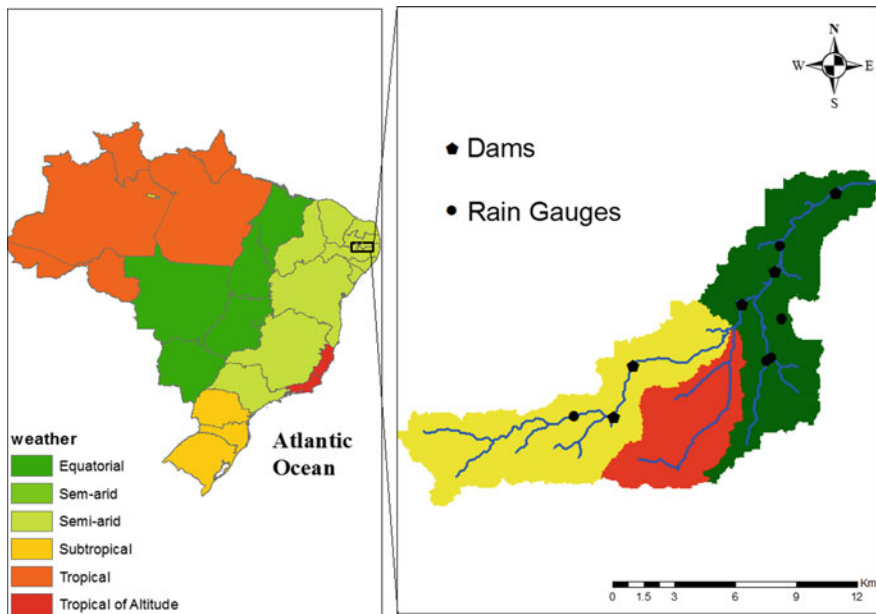 Atlantic
Ocean
weather
Equatorial
Sem-arid
Semi-arid
Subtropical
Tropical
Tropical of Altitude
N
W E
S
Dams
Rain Gauges
Km
0 1.5 3 6 9 12